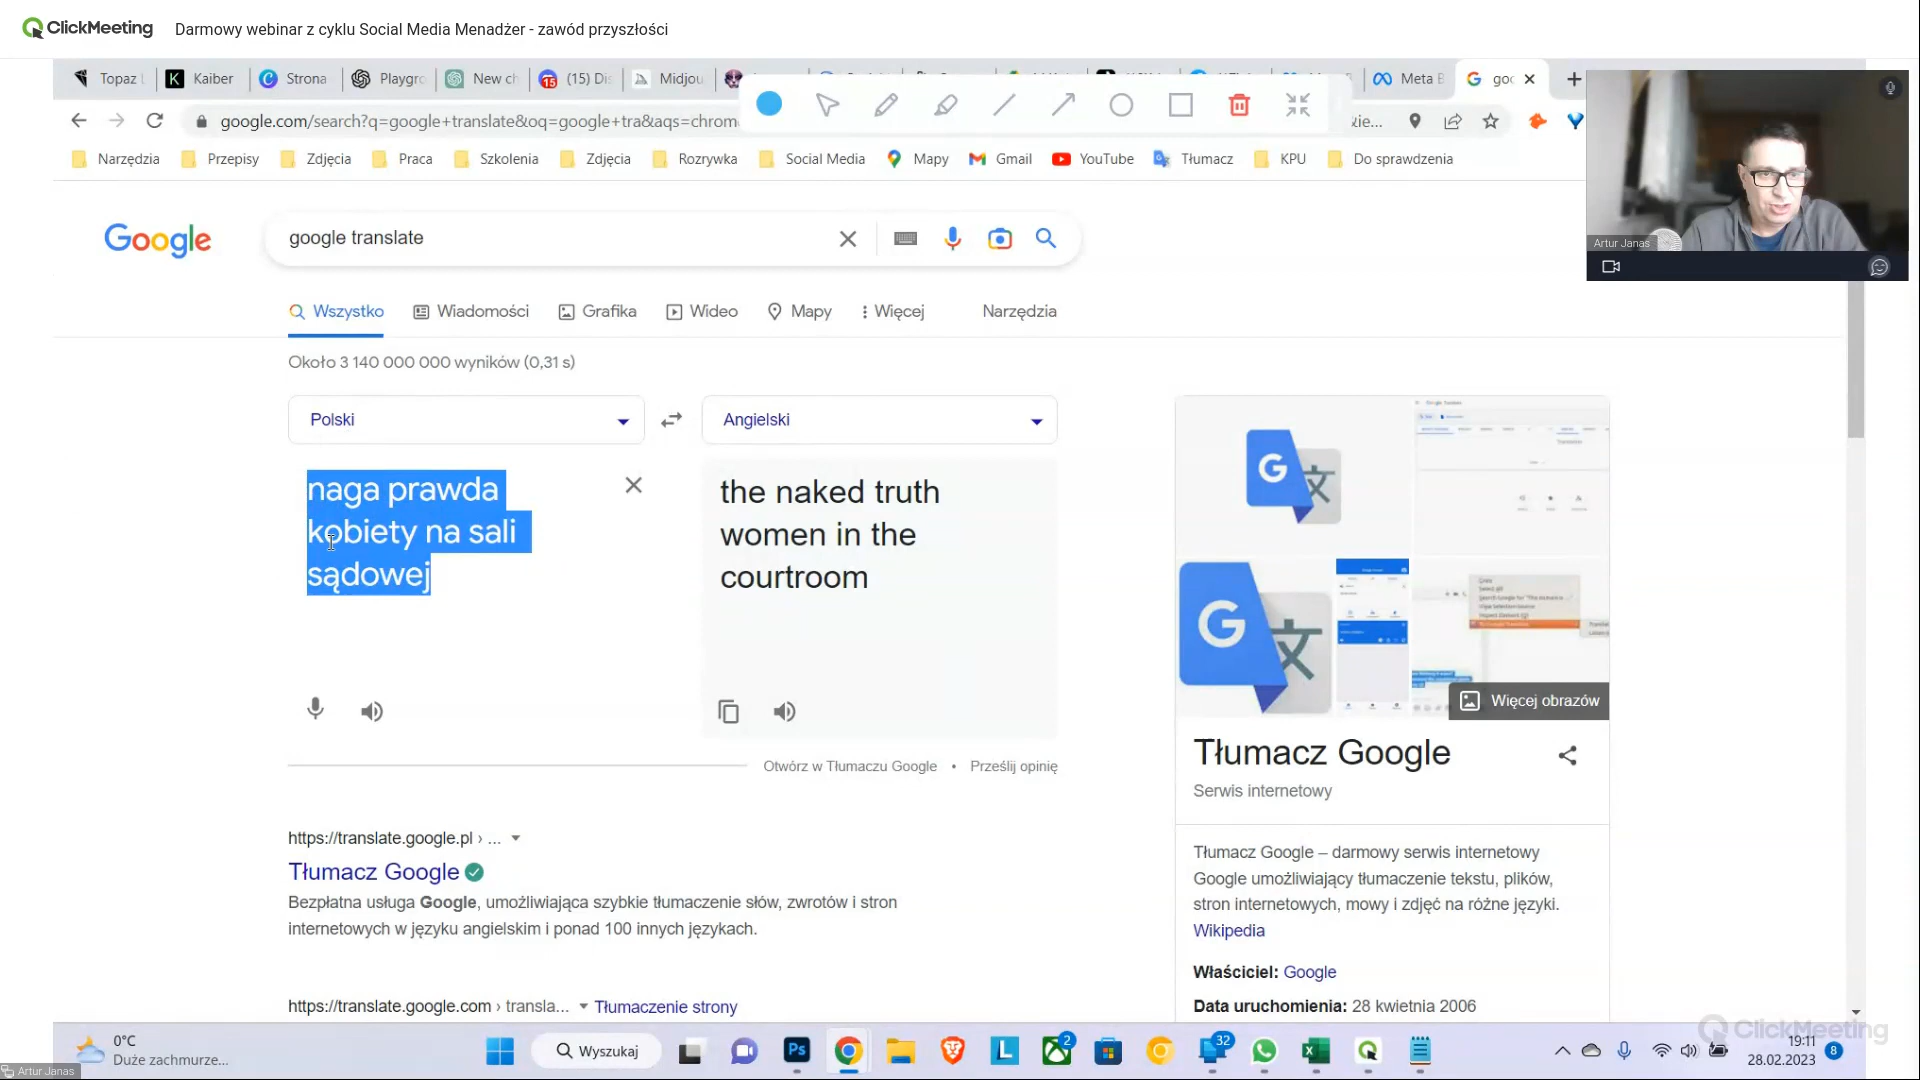 ClickMeeting Darmowy webinar z cyklu Social Media Menadżer - zawód przyszłości
Topaz Kaiber Strona Playgro New ch (15) Dis Midjou Meta B goo
google.com/search?q=google+translate&oq=google+tra&aqs=chrom
Narzędzia Przepisy Zdjęcia Praca Szkolenia Zdjęcia Rozrywka Social Media Mapy Gmail YouTube Tłumacz KPU Do sprawdzenia
Artur Janas
Google google translate
Wszystko Wiadomości Grafika Wideo Mapy Więcej Narzędzia
Około 3 140 000 000 wyników (0,31 s)
Polski Angielski
naga prawda
kobiety na sali
sądowej
the naked truth
women in the
courtroom
Otwórz w Tłumaczu Google • Prześlij opinię
https://translate.google.pl › ...
Tłumacz Google
Bezpłatna usługa Google, umożliwiająca szybkie tłumaczenie słów, zwrotów i stron
internetowych w języku angielskim i ponad 100 innych językach.
https://translate.google.com › transla... Tłumaczenie strony
Więcej obrazów
Tłumacz Google
Serwis internetowy
Tłumacz Google – darmowy serwis internetowy
Google umożliwiający tłumaczenie tekstu, plików,
stron internetowych, mowy i zdjęć na różne języki.
Wikipedia
Właściciel: Google
Data uruchomienia: 28 kwietnia 2006
ClickMeeting
0°C
Duże zachmurze...
Wyszukaj
Ps
2
32
19:11
28.02.2023
8
Artur Janas